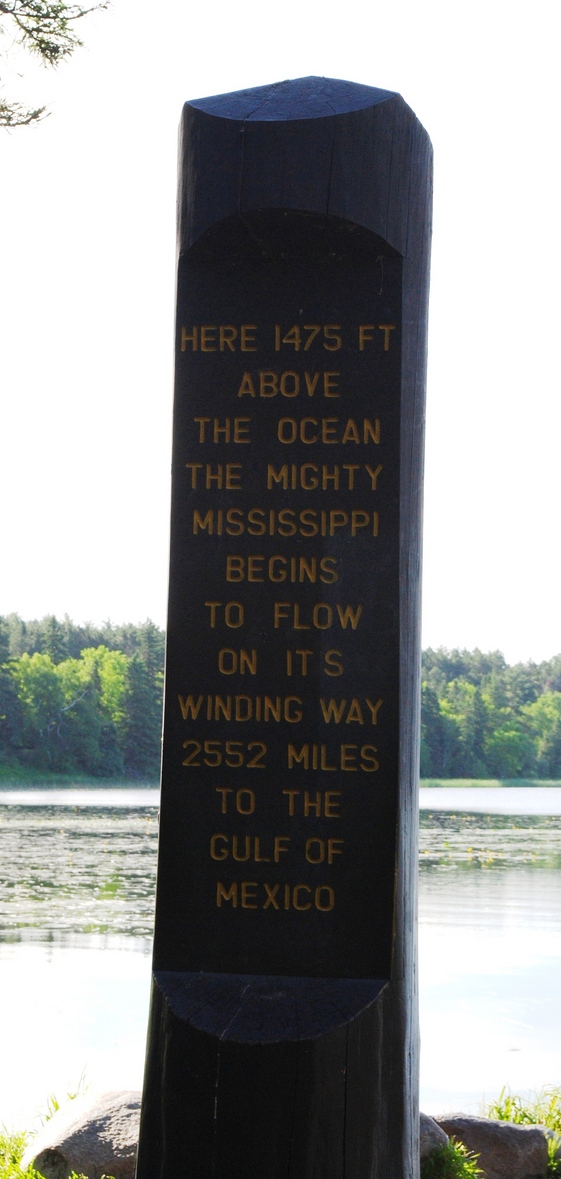 HERE 1475 FT
ABOVE
THE OCEAN
THE MIGHTY
MISSISSIPPI
BEGINS
TO FLOW
ON ITS
WINDING WAY
2552 MILES
TO THE
GULF OF
MEXICO